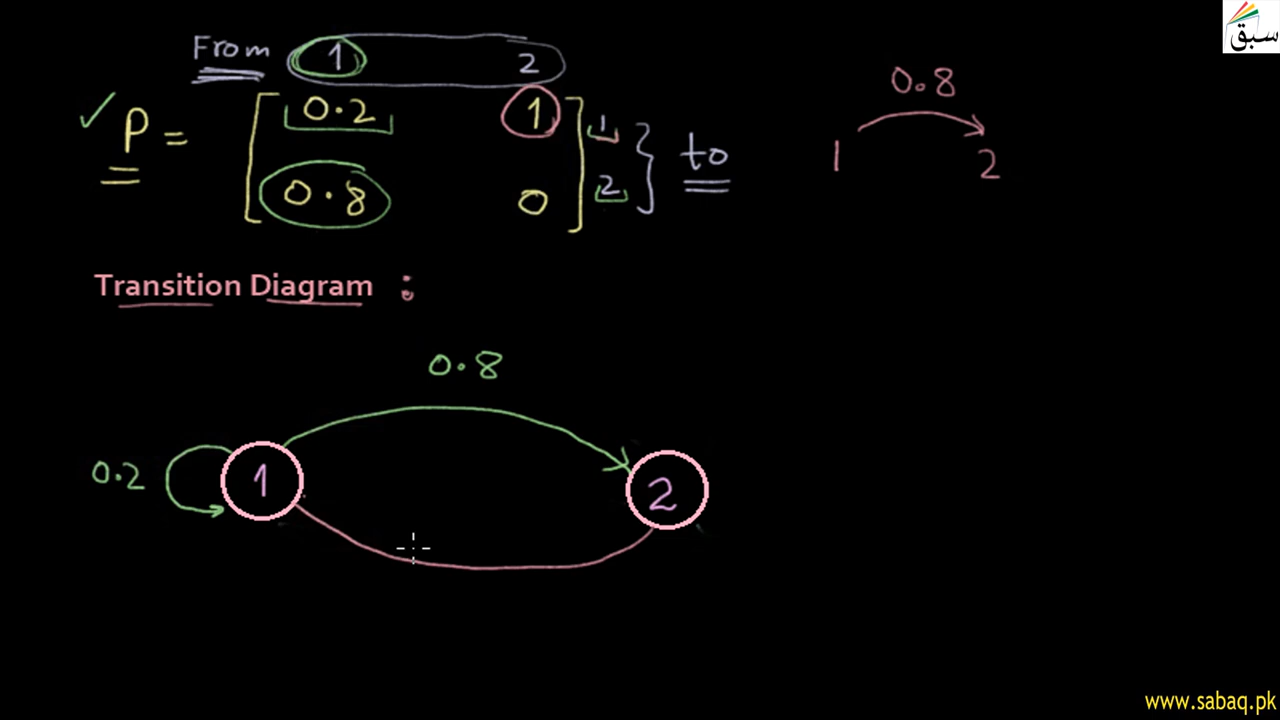 From 1 2
P = [ 0.2 1 ] 1 } to
[ 0.8 0 ] 2
0.8
1 2
Transition Diagram :
0.8
0.2 1 2
سبق
www.sabaq.pk